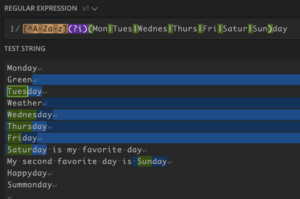 REGULAR EXPRESSION
v1
:/ [^A-Za-z](?i)(Mon|Tues|Wednes|Thurs|Fri|Satur|Sun)day
TEST STRING
Monday
Green
Tuesday
Weather
Wednesday
Thursday
Friday
Saturday is my favorite day
My second favorite day is Sunday
Happyday
Summonday